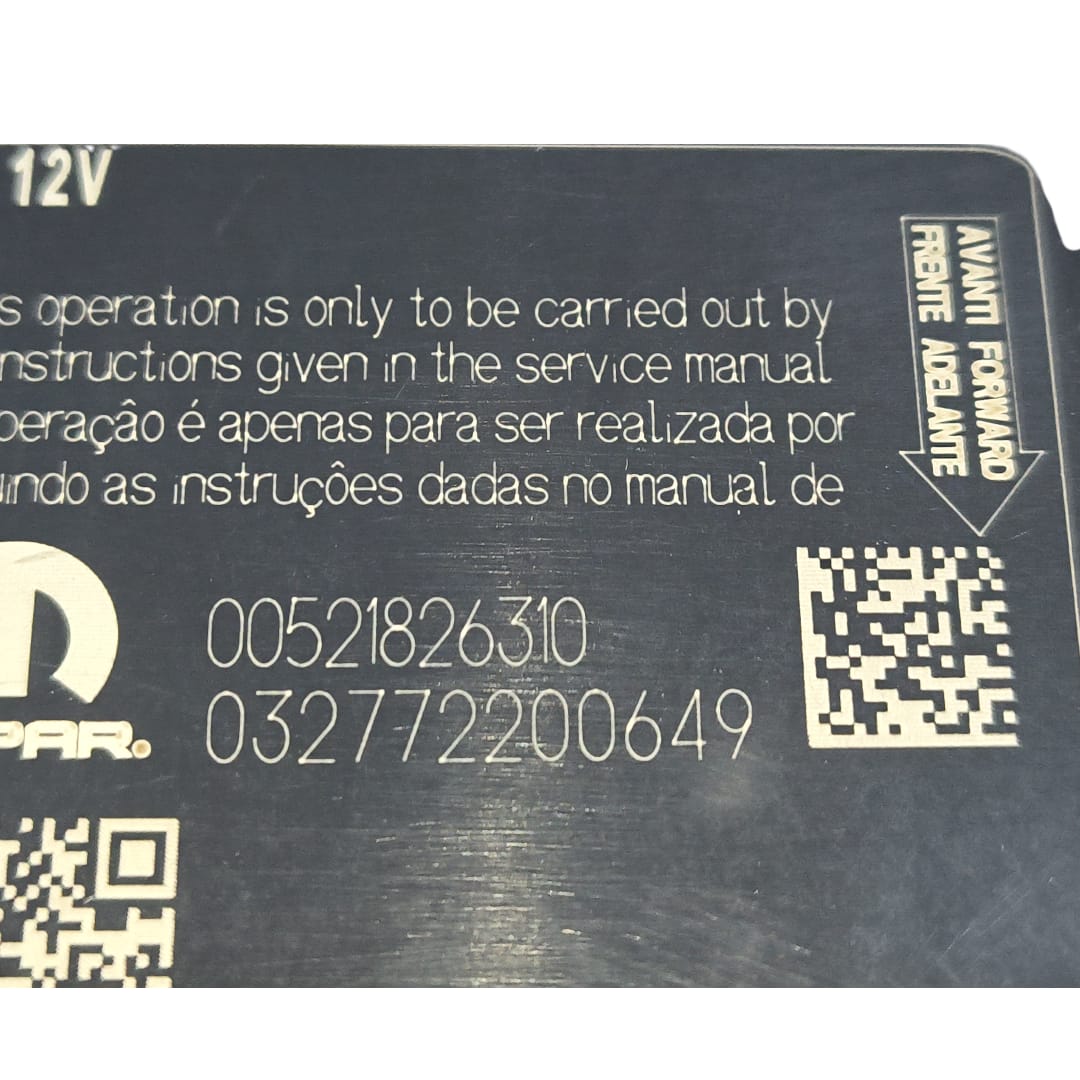 12V
s operation is only to be carried out by
nstructions given in the service manual
peração é apenas para ser realizada por
uindo as instruções dadas no manual de
AVANTI FORWARD
FRENTE ADELANTE
00521826310
032772200649
PAR.